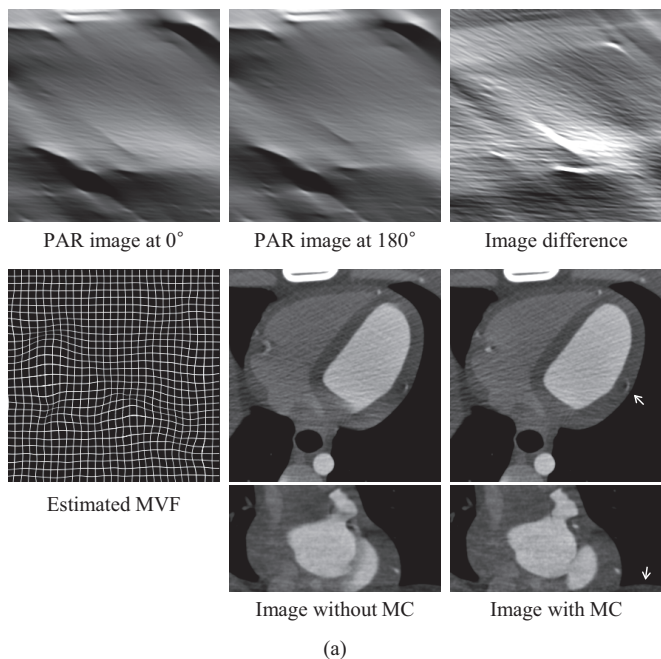 PAR image at 0°
PAR image at 180°
Image difference
Estimated MVF
Image without MC
Image with MC
(a)